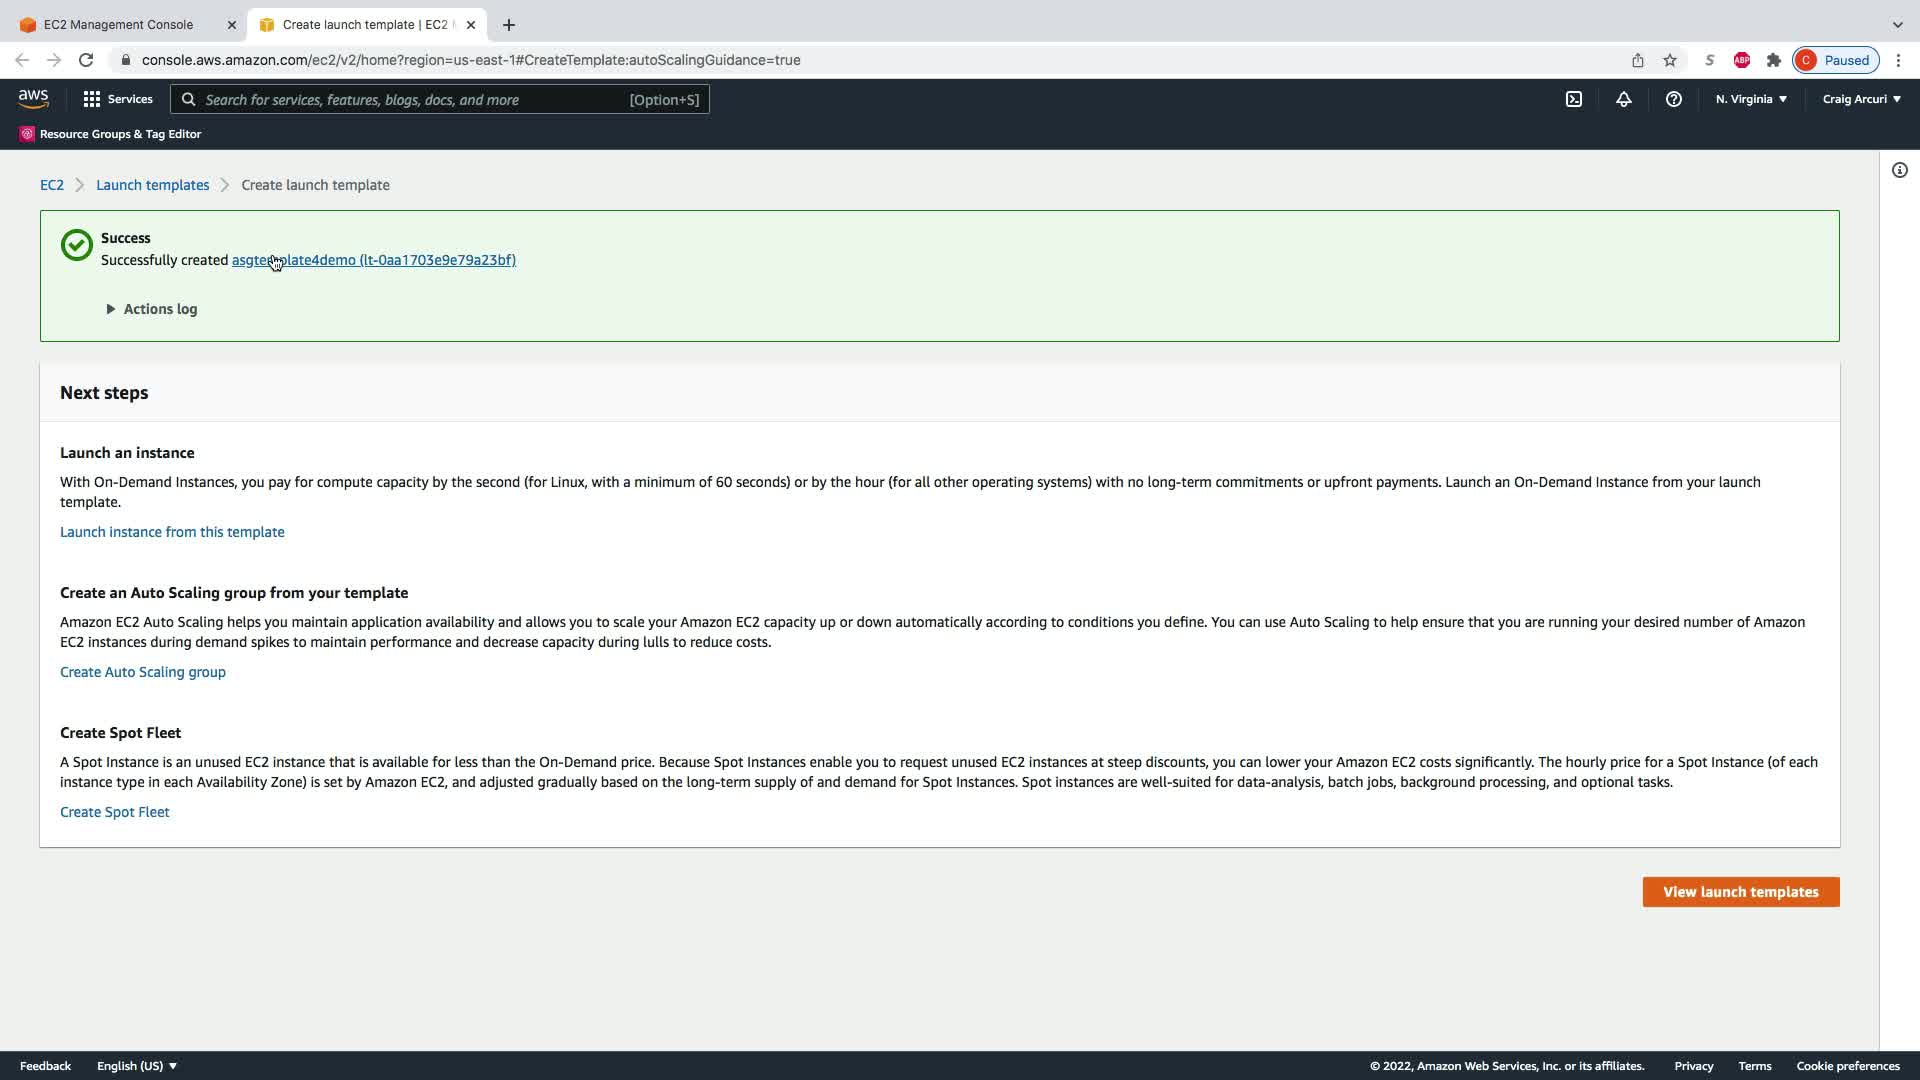 EC2 Management Console
Create launch template | EC2
console.aws.amazon.com/ec2/v2/home?region=us-east-1#CreateTemplate:autoScalingGuidance=true
S
ABP
C Paused
aws
Services
Search for services, features, blogs, docs, and more [Option+S]
N. Virginia
Craig Arcuri
Resource Groups & Tag Editor
EC2 Launch templates Create launch template
Success
Successfully created asgtemplate4demo (lt-0aa1703e9e79a23bf)
Actions log
Next steps
Launch an instance
With On-Demand Instances, you pay for compute capacity by the second (for Linux, with a minimum of 60 seconds) or by the hour (for all other operating systems) with no long-term commitments or upfront payments. Launch an On-Demand Instance from your launch
template.
Launch instance from this template
Create an Auto Scaling group from your template
Amazon EC2 Auto Scaling helps you maintain application availability and allows you to scale your Amazon EC2 capacity up or down automatically according to conditions you define. You can use Auto Scaling to help ensure that you are running your desired number of Amazon
EC2 instances during demand spikes to maintain performance and decrease capacity during lulls to reduce costs.
Create Auto Scaling group
Create Spot Fleet
A Spot Instance is an unused EC2 instance that is available for less than the On-Demand price. Because Spot Instances enable you to request unused EC2 instances at steep discounts, you can lower your Amazon EC2 costs significantly. The hourly price for a Spot Instance (of each
instance type in each Availability Zone) is set by Amazon EC2, and adjusted gradually based on the long-term supply of and demand for Spot Instances. Spot instances are well-suited for data-analysis, batch jobs, background processing, and optional tasks.
Create Spot Fleet
View launch templates
Feedback English (US)
© 2022, Amazon Web Services, Inc. or its affiliates. Privacy Terms Cookie preferences